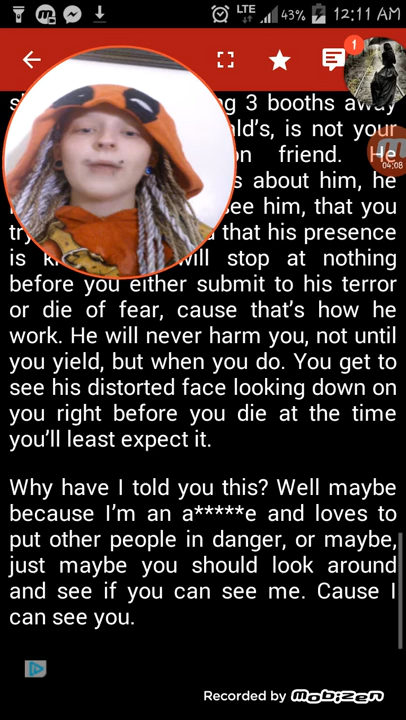 LTE 43% 12:11 AM
1
04:08
ng 3 booths away
ald's, is not your
on friend. He
s about him, he
see him, that you
try that his presence
is will stop at nothing
before you either submit to his terror
or die of fear, cause that's how he
work. He will never harm you, not until
you yield, but when you do. You get to
see his distorted face looking down on
you right before you die at the time
you'll least expect it.
Why have I told you this? Well maybe
because I'm an a*****e and loves to
put other people in danger, or maybe,
just maybe you should look around
and see if you can see me. Cause I
can see you.
Recorded by Mobizen